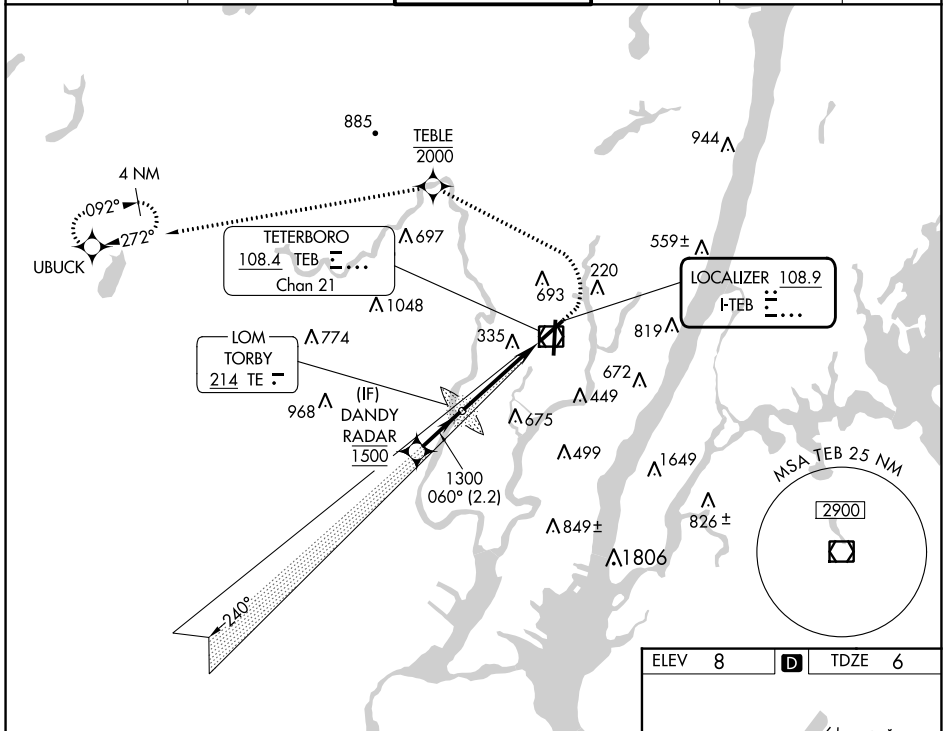 885
TEBLE
2000
944
4 NM
092°
272°
UBUCK
TETERBORO
108.4 TEB
Chan 21
697
559±
693
220
LOCALIZER 108.9
I-TEB
1048
335
819
LOM
TORBY
214 TE
774
672
968
(IF)
DANDY
RADAR
1500
449
675
499
1649
1300
060° (2.2)
826±
849±
1806
MSA TEB 25 NM
2900
240°
ELEV 8 D TDZE 6